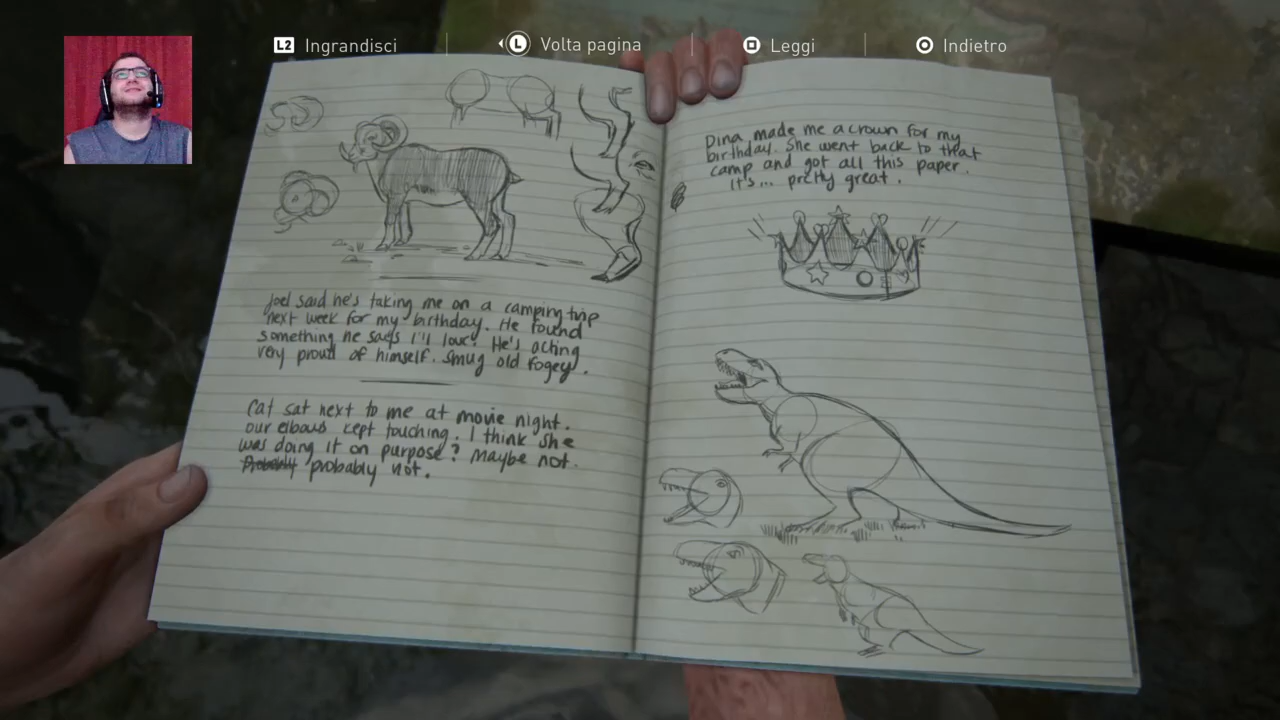 L2 Ingrandisci
L Volta pagina
Leggi
Indietro
Joel said he's taking me on a camping trip
next week for my birthday. He found
something he says I'll love. He's acting
very proud of himself. Smug old fogey.
Cat sat next to me at movie night.
our elbows kept touching. I think she
was doing it on purpose? Maybe not.
Probably probably not.
Dina made me a crown for my
birthday. She went back to that
camp and got all this paper.
It's... pretty great.